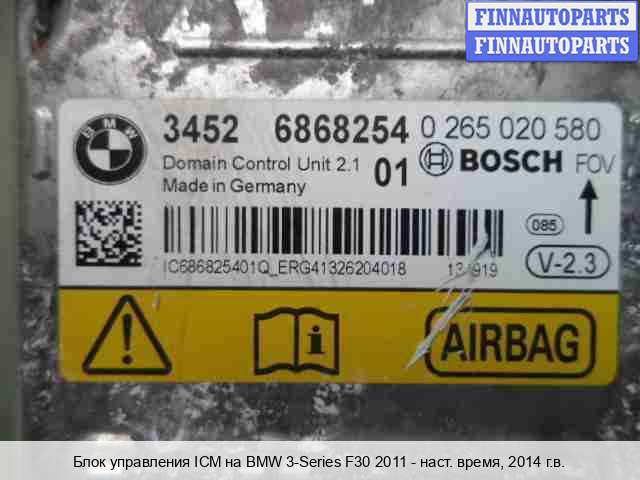 FINNAUTOPARTS
FINNAUTOPARTS
BMW
3452 6868254 0 265 020 580
Domain Control Unit 2.1 01 BOSCH FOV
Made in Germany
085
IC686825401Q_ERG41326204018
V-2.3
AIRBAG
Блок управления ICM на BMW 3-Series F30 2011 - наст. время, 2014 г.в.